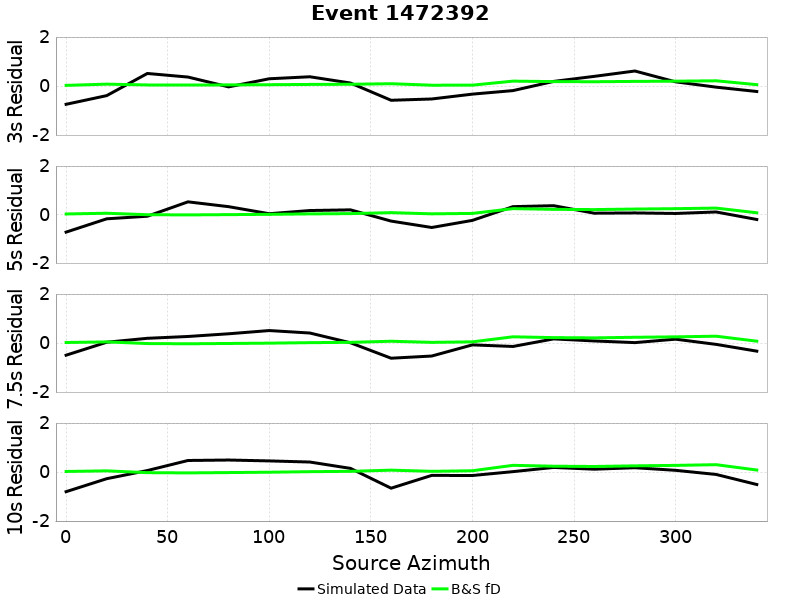 Event 1472392
3s Residual
2
0
-2
5s Residual
2
0
-2
7.5s Residual
2
0
-2
10s Residual
2
0
-2
0 50 100 150 200 250 300
Source Azimuth
Simulated Data B&S fD